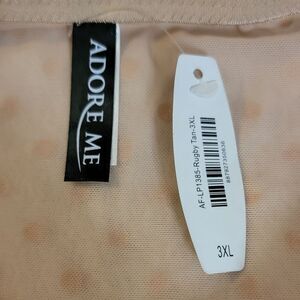 ADORE ME
AF-LP1385-Rugby Tan-3XL
3XL